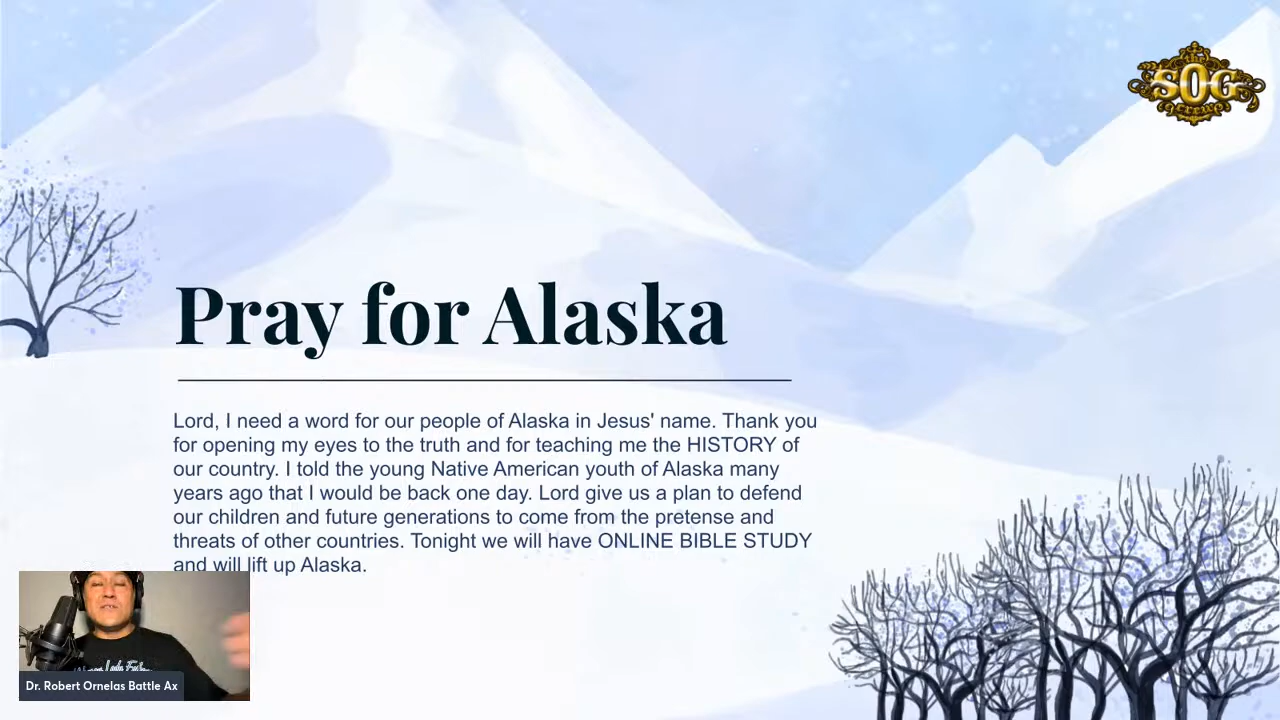 the
SOG
Pray for Alaska
Lord, I need a word for our people of Alaska in Jesus' name. Thank you
for opening my eyes to the truth and for teaching me the HISTORY of
our country. I told the young Native American youth of Alaska many
years ago that I would be back one day. Lord give us a plan to defend
our children and future generations to come from the pretense and
threats of other countries. Tonight we will have ONLINE BIBLE STUDY
and will lift up Alaska.
Dr. Robert Ornelas Battle Ax